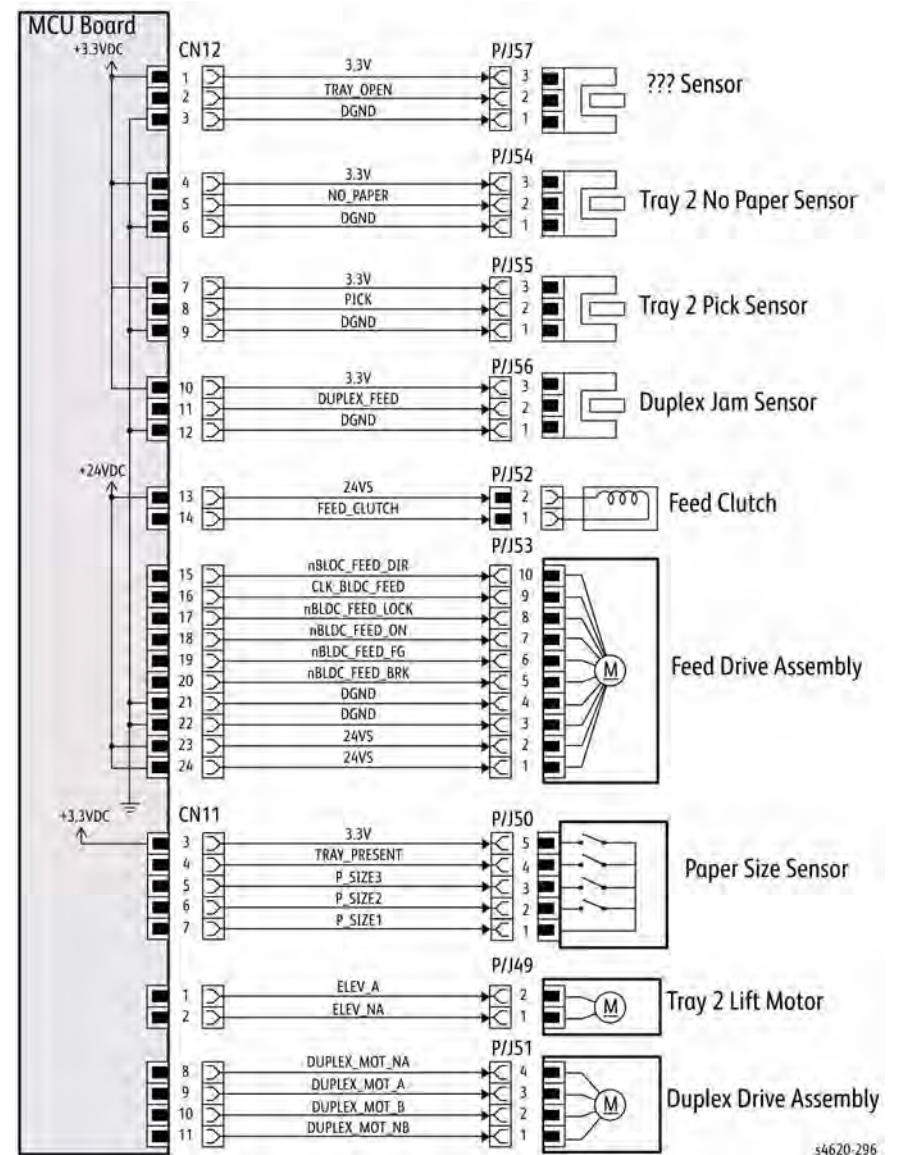 MCU Board
+3.3VDC
CN12
P/J57
1 3.3V 3
2 TRAY_OPEN 2
3 DGND 1
??? Sensor
P/J54
4 3.3V 3
5 NO_PAPER 2
6 DGND 1
Tray 2 No Paper Sensor
P/J55
7 3.3V 3
8 PICK 2
9 DGND 1
Tray 2 Pick Sensor
P/J56
10 3.3V 3
11 DUPLEX_FEED 2
12 DGND 1
Duplex Jam Sensor
+24VDC
P/J52
13 24VS 2
14 FEED_CLUTCH 1
Feed Clutch
P/J53
15 nBLOC_FEED_DIR 10
16 CLK_BLDC_FEED 9
17 nBLDC_FEED_LOCK 8
18 nBLDC_FEED_ON 7
19 nBLDC_FEED_FG 6
20 nBLDC_FEED_BRK 5
21 DGND 4
22 DGND 3
23 24VS 2
24 24VS 1
M
Feed Drive Assembly
+3.3VDC
CN11
P/J50
3 3.3V 5
4 TRAY_PRESENT 4
5 P_SIZE3 3
6 P_SIZE2 2
7 P_SIZE1 1
Paper Size Sensor
P/J49
1 ELEV_A 2
2 ELEV_NA 1
M
Tray 2 Lift Motor
P/J51
8 DUPLEX_MOT_NA 4
9 DUPLEX_MOT_A 3
10 DUPLEX_MOT_B 2
11 DUPLEX_MOT_NB 1
M
Duplex Drive Assembly
s4620-296